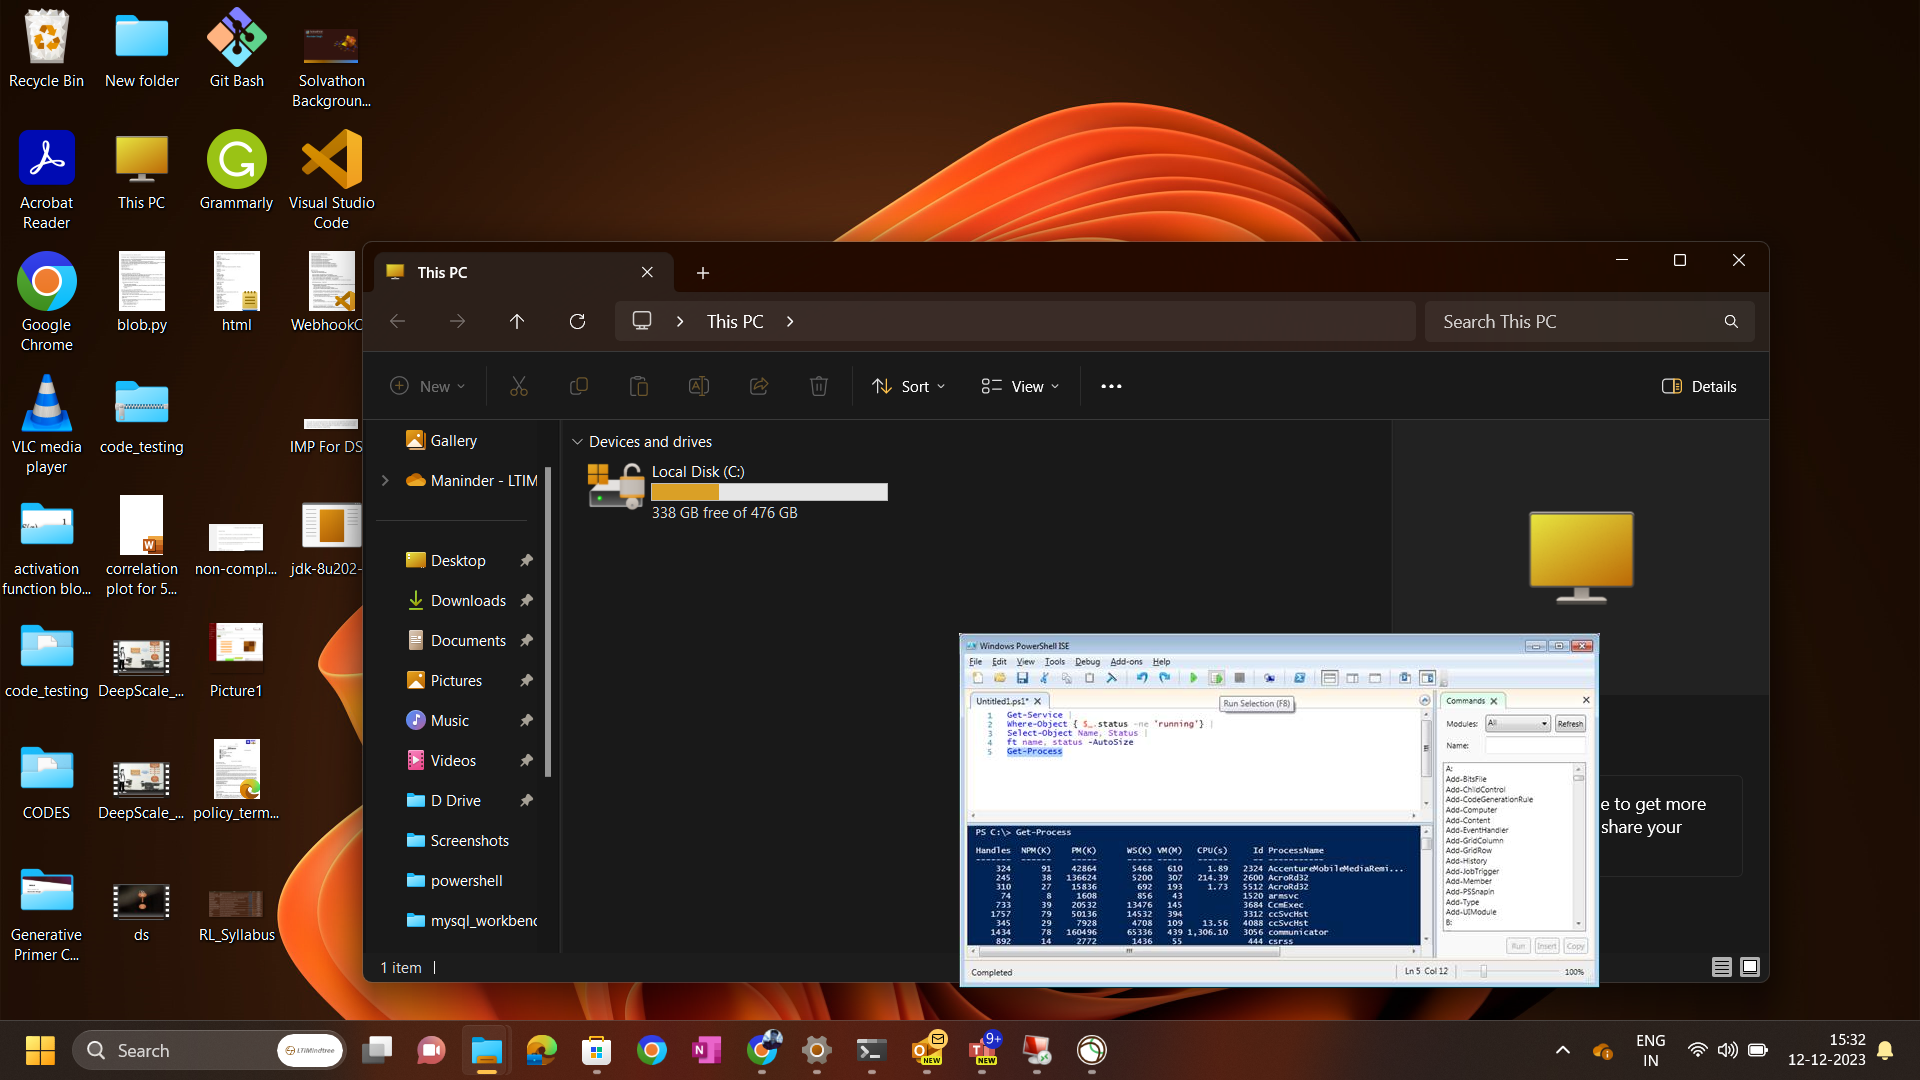 Recycle Bin
New folder
Git Bash
Solvathon
Backgroun...
Acrobat
Reader
This PC
Grammarly
Visual Studio
Code
Google
Chrome
blob.py
html
WebhookC
VLC media
player
code_testing
IMP For DS
activation
function blo...
correlation
plot for 5...
non-compl...
jdk-8u202-
code_testing
DeepScale_...
Picture1
CODES
DeepScale_...
policy_term...
Generative
Primer C...
ds
RL_Syllabus
This PC
This PC
Search This PC
New
Sort
View
Details
Gallery
Maninder - LTIM
Desktop
Downloads
Documents
Pictures
Music
Videos
D Drive
Screenshots
powershell
mysql_workbenc
Devices and drives
Local Disk (C:)
338 GB free of 476 GB
e to get more
share your
1 item
Windows PowerShell ISE
File Edit View Tools Debug Add-ons Help
Untitled1.ps1*
Run Selection (F8)
1 Get-Service |
2 Where-Object { $_.status -ne 'running'} |
3 Select-Object Name, Status |
4 ft name, status -AutoSize
5 Get-Process
PS C:\> Get-Process
Handles NPM(K) PM(K) WS(K) VM(M) CPU(s) Id ProcessName
------- ------ ----- ----- ----- ------ -- -----------
324 91 42864 5468 610 1.89 2324 AccentureMobileMediaRemi...
245 38 136624 5200 307 214.39 2600 AcroRd32
310 27 15836 692 193 1.73 5512 AcroRd32
74 8 1608 856 43 1520 armsvc
733 39 20532 13476 145 3684 CcmExec
1757 79 50136 14532 394 3312 ccSvcHst
345 29 7928 4708 109 13.56 4088 ccSvcHst
1434 78 160496 65336 439 1,306.10 3056 communicator
892 14 2772 1436 55 444 csrss
Completed
Ln 5 Col 12
100%
Commands
Modules: All Refresh
Name:
A:
Add-BitsFile
Add-ChildControl
Add-CodeGenerationRule
Add-Computer
Add-Content
Add-EventHandler
Add-GridColumn
Add-GridRow
Add-History
Add-JobTrigger
Add-Member
Add-PSSnapin
Add-Type
Add-UIModule
B:
Run Insert Copy
Search
LTIMindtree
NEW
9+
NEW
ENG
IN
15:32
12-12-2023